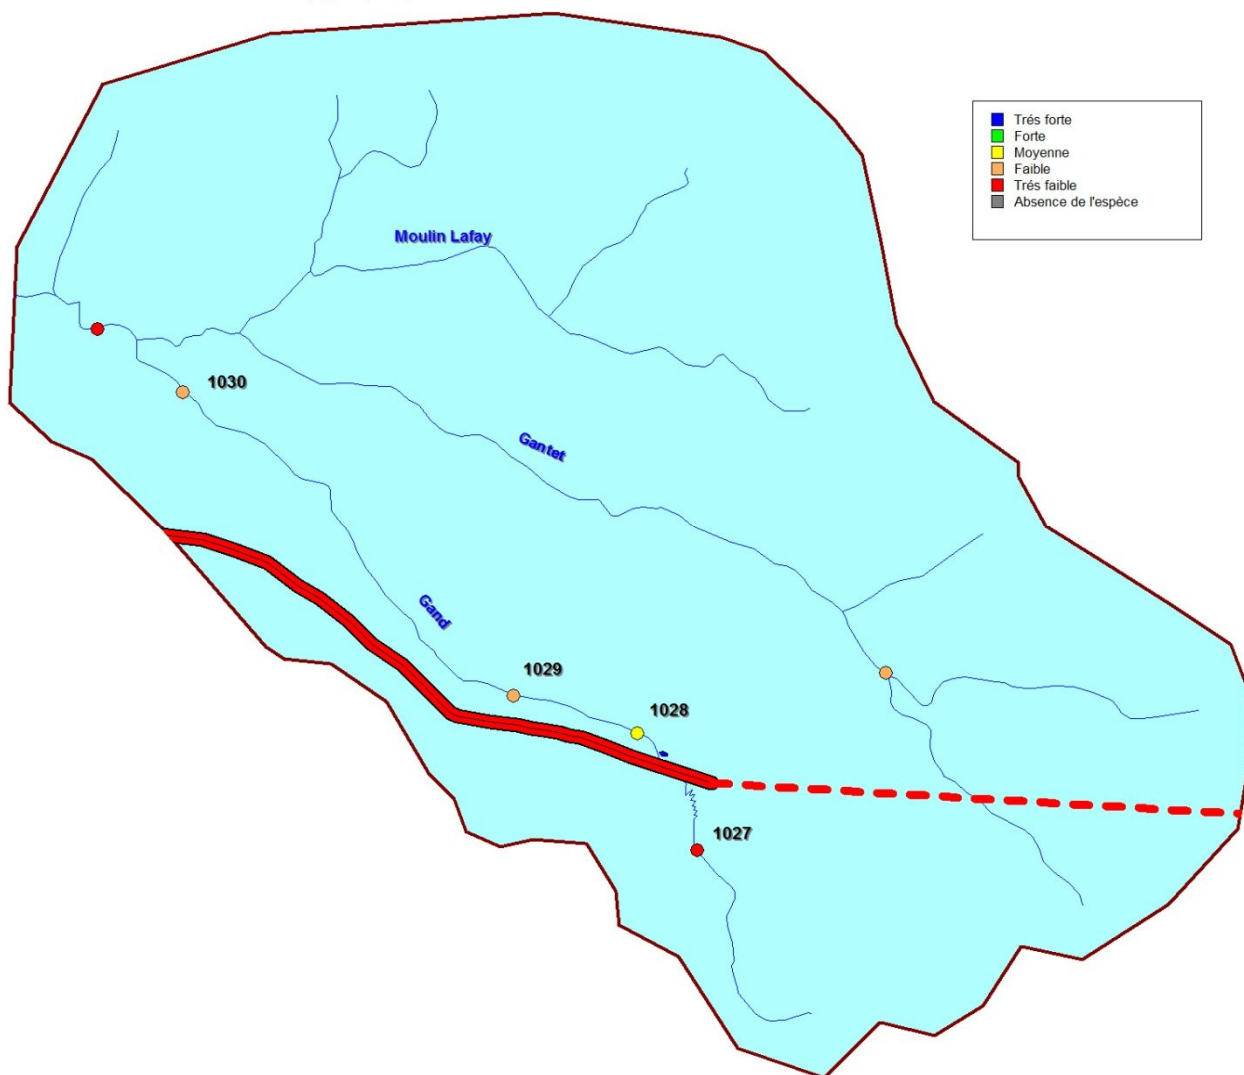 Trés forte
Forte
Moyenne
Faible
Trés faible
Absence de l'espèce
Moulin Lafay
1030
Gantet
Gand
1029
1028
1027